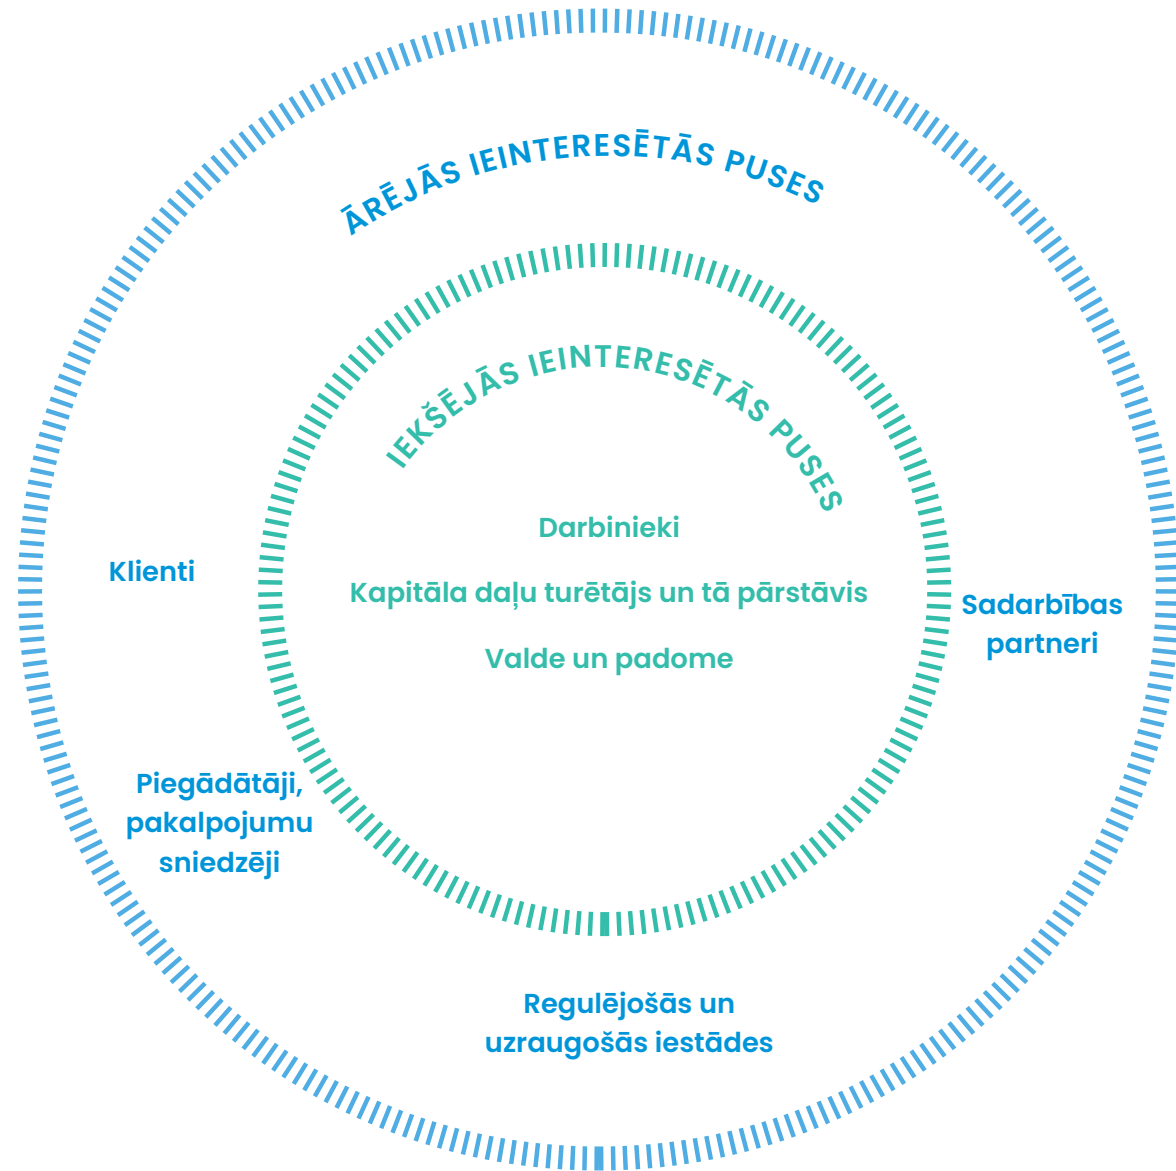 ĀRĒJĀS IEINTERESĒTĀS PUSES
IEKŠĒJĀS IEINTERESĒTĀS PUSES
Darbinieki
Kapitāla daļu turētājs un tā pārstāvis
Valde un padome
Klienti
Sadarbības
partneri
Piegādātāji,
pakalpojumu
sniedzēji
Regulējošās un
uzraugošās iestādes